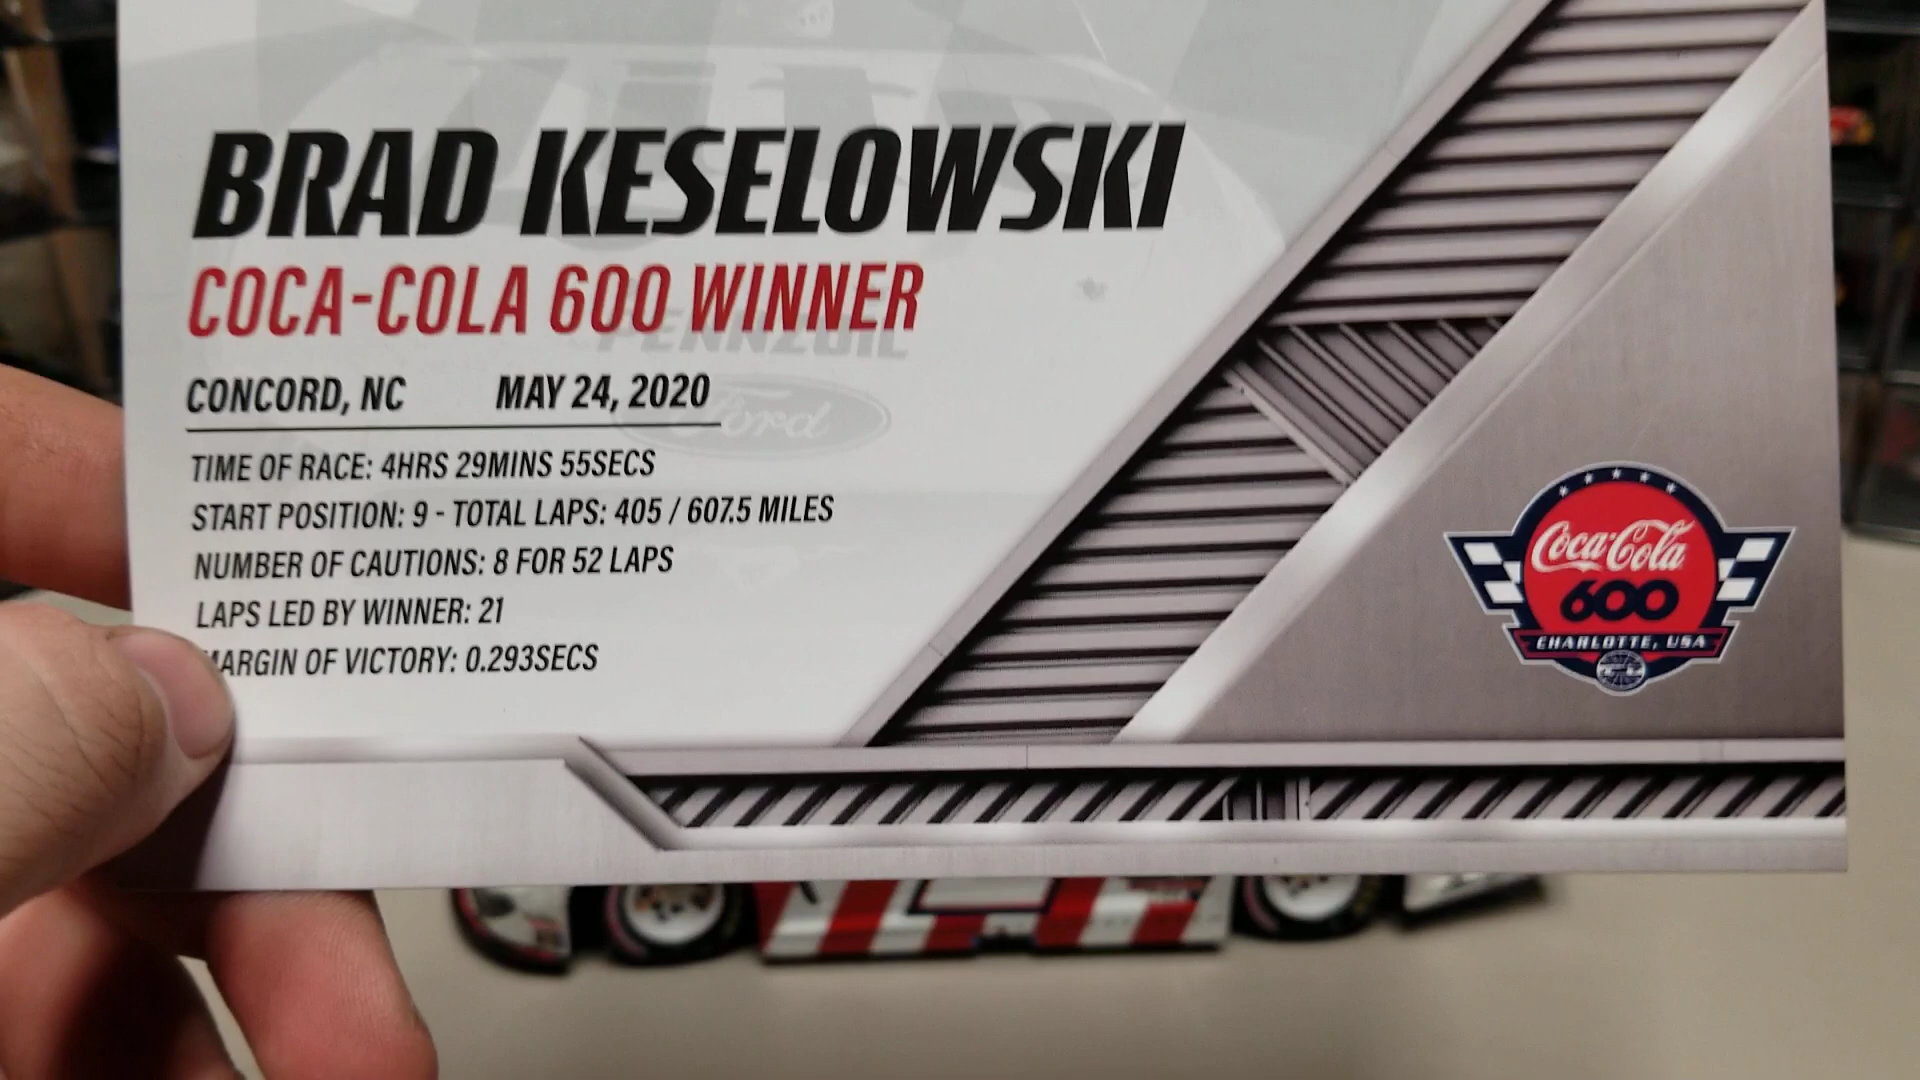 BRAD KESELOWSKI
COCA-COLA 600 WINNER
PENNZOIL
CONCORD, NC MAY 24, 2020
Ford
TIME OF RACE: 4HRS 29MINS 55SECS
START POSITION: 9 - TOTAL LAPS: 405 / 607.5 MILES
NUMBER OF CAUTIONS: 8 FOR 52 LAPS
LAPS LED BY WINNER: 21
MARGIN OF VICTORY: 0.293SECS
Coca-Cola
600
CHARLOTTE, USA